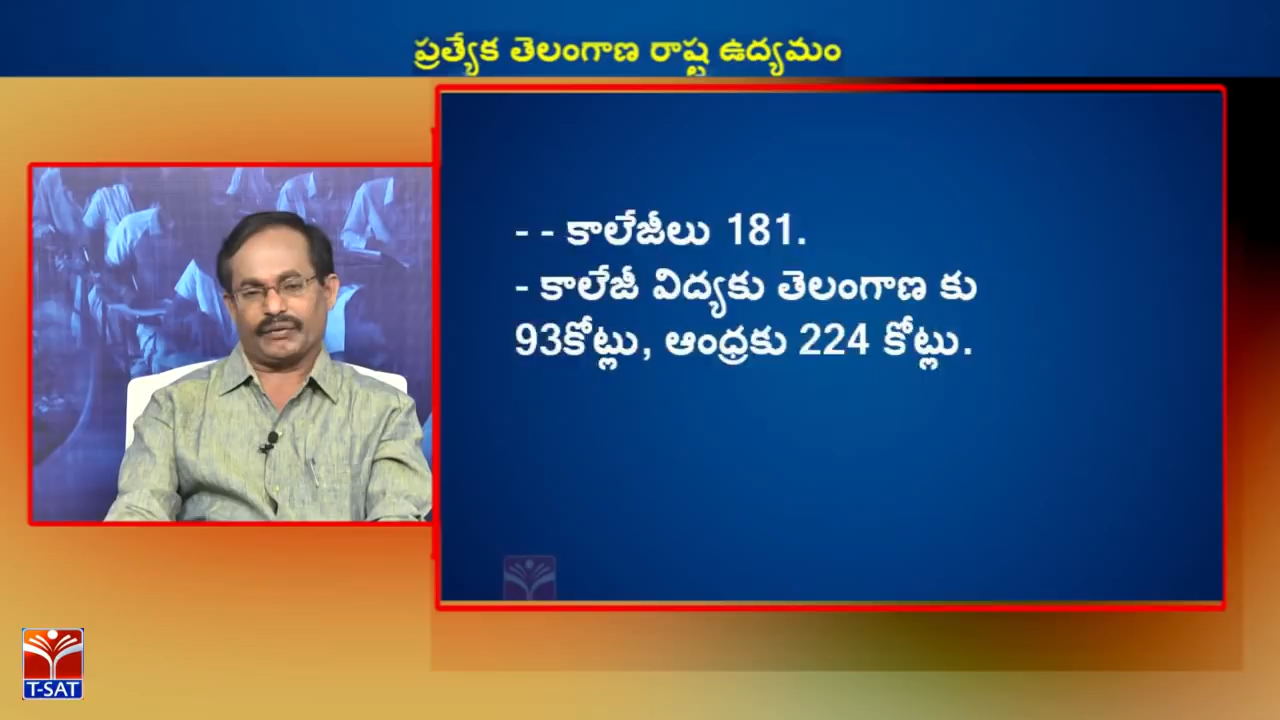 ప్రత్యేక తెలంగాణ రాష్ట ఉద్యమం
- - కాలేజీలు 181.
- కాలేజీ విద్యకు తెలంగాణ కు
93కోట్లు, ఆంధ్రకు 224 కోట్లు.
T-SAT